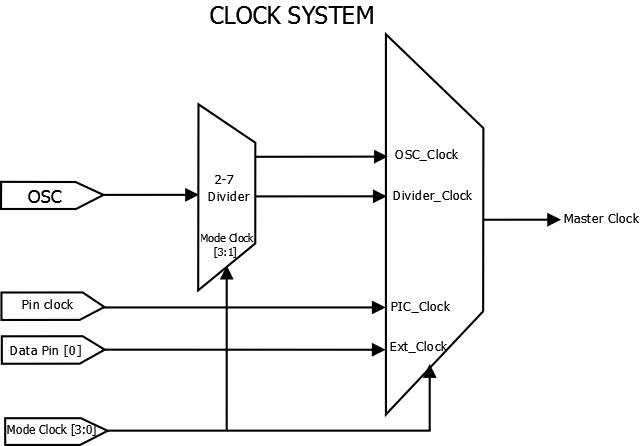 CLOCK SYSTEM
OSC
2-7
Divider
Mode Clock
[3:1]
OSC_Clock
Divider_Clock
Master Clock
Pin clock
PIC_Clock
Data Pin [0]
Ext_Clock
Mode Clock [3:0]